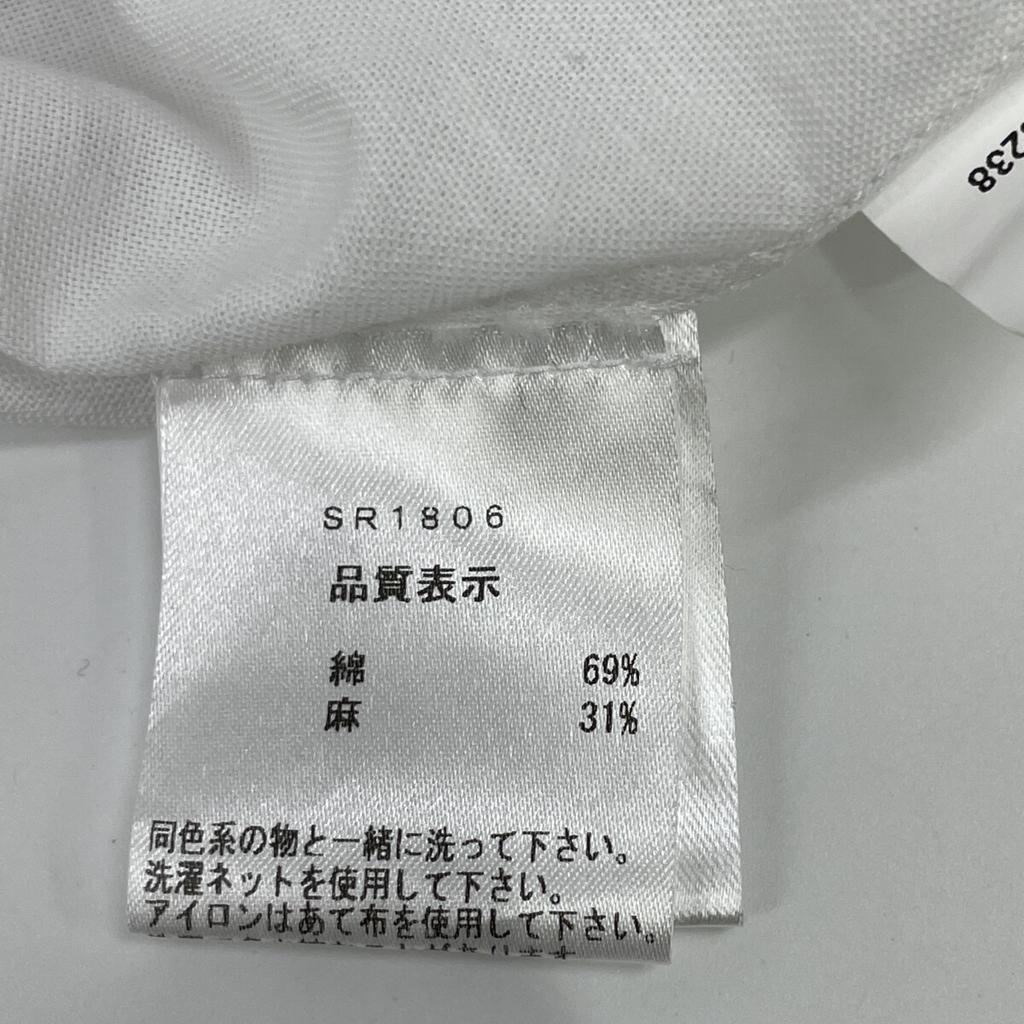 238
SR1806
品質表示
綿 69%
麻 31%
同色系の物と一緒に洗って下さい。
洗濯ネットを使用して下さい。
アイロンはあて布を使用して下さい。